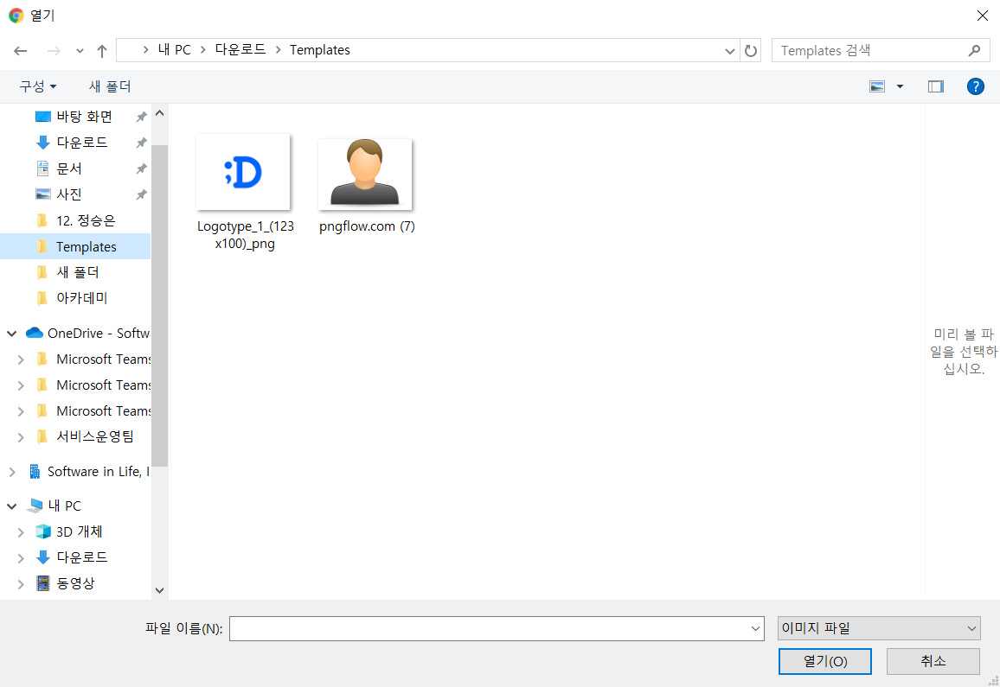 열기
내 PC
다운로드
Templates
Templates 검색
구성
새 폴더
?
바탕 화면
다운로드
문서
사진
12. 정승은
Templates
새 폴더
아카데미
OneDrive - Softw
Microsoft Teams
Microsoft Teams
Microsoft Teams
서비스운영팀
Software in Life, I
내 PC
3D 개체
다운로드
동영상
;D
Logotype_1_(123
x100)_png
pngflow.com (7)
미리 볼 파
일을 선택하
십시오.
파일 이름(N):
이미지 파일
열기(O)
취소